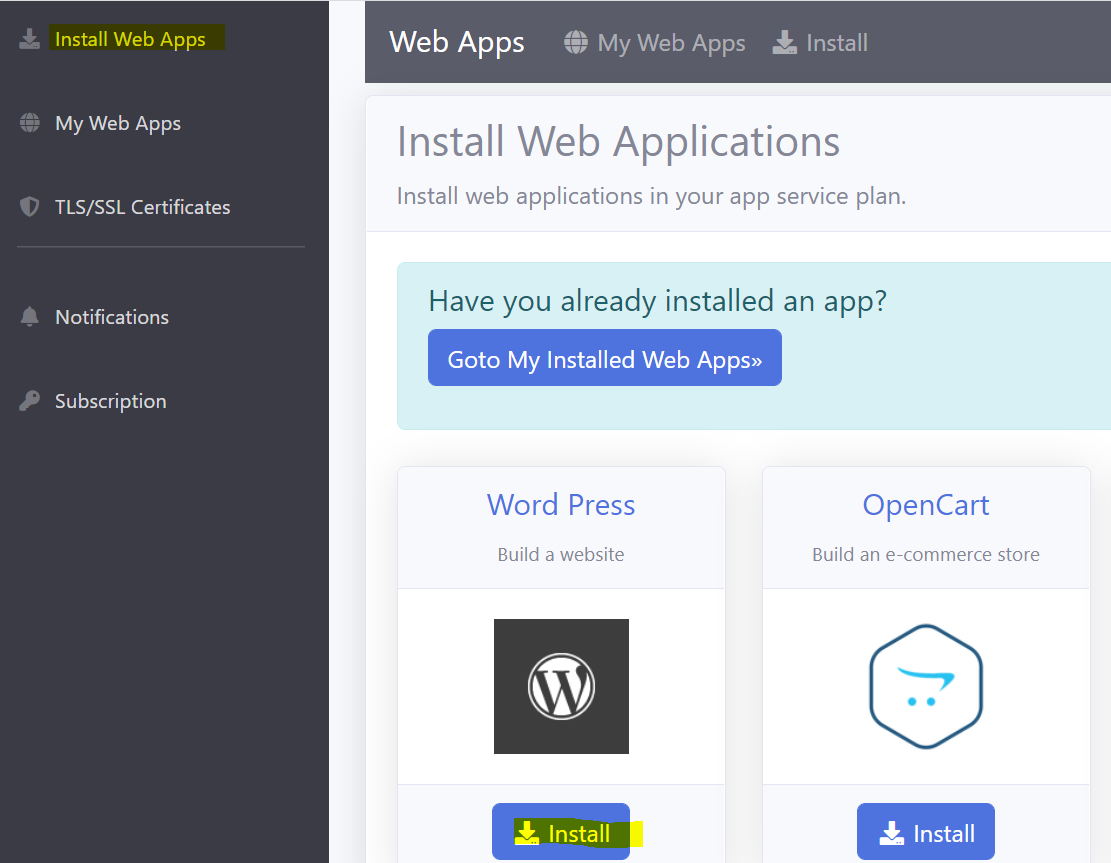 Install Web Apps
My Web Apps
TLS/SSL Certificates
Notifications
Subscription
Web Apps My Web Apps Install
Install Web Applications
Install web applications in your app service plan.
Have you already installed an app?
Goto My Installed Web Apps»
Word Press
Build a website
W
Install
OpenCart
Build an e-commerce store
Install